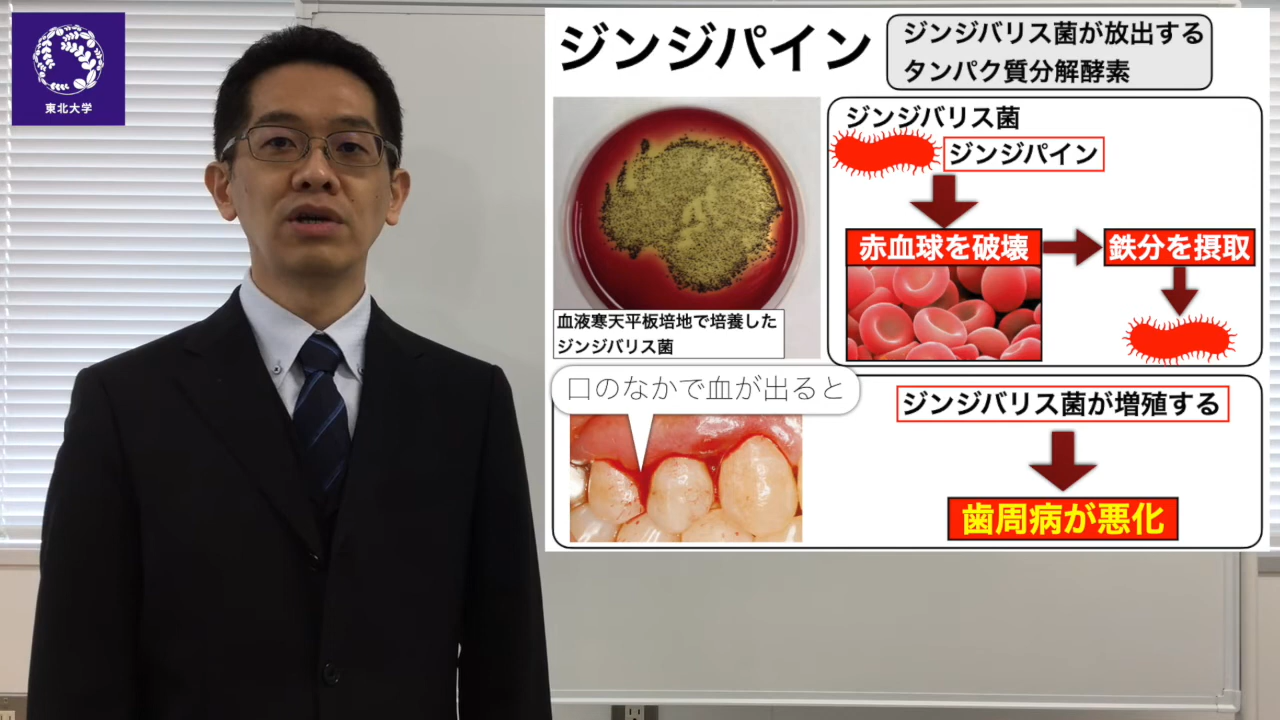 東北大学
ジンジパイン
ジンジバリス菌が放出する
タンパク質分解酵素
血液寒天平板培地で培養した
ジンジバリス菌
ジンジバリス菌
ジンジパイン
赤血球を破壊
鉄分を摂取
口のなかで血が出ると
ジンジバリス菌が増殖する
歯周病が悪化